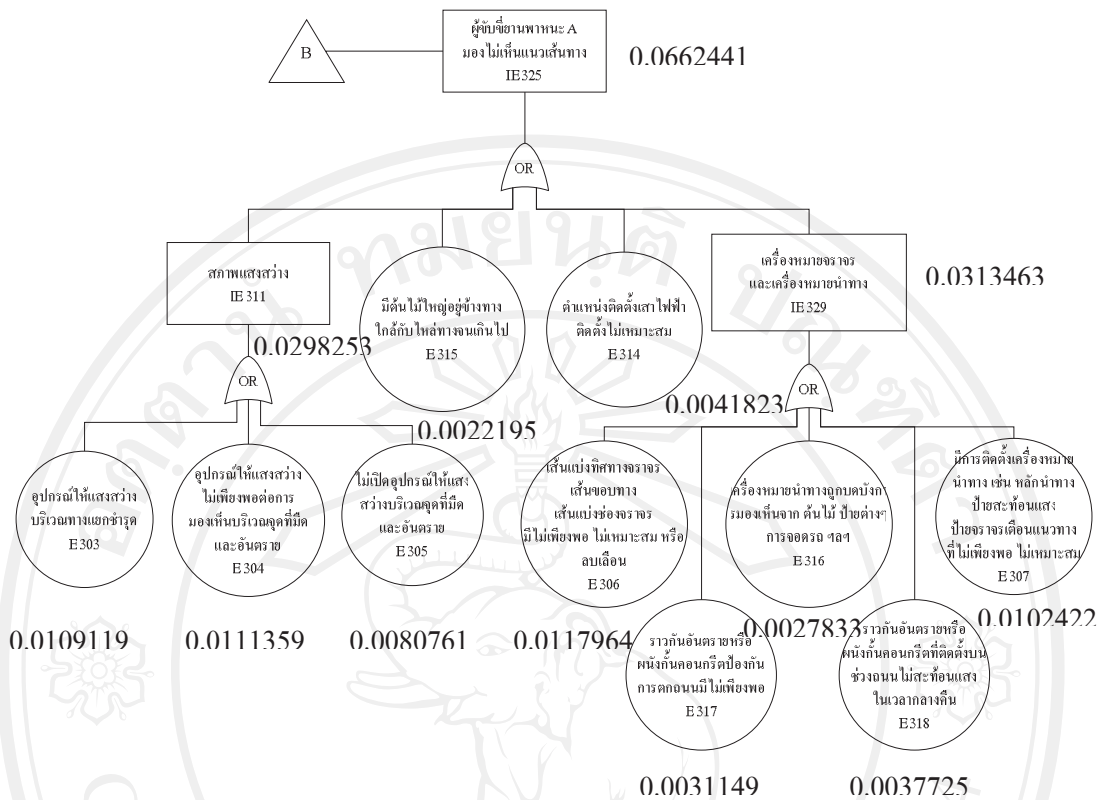 ผู้ขับขี่ยานพาหนะ A
มองไม่เห็นแนวเส้นทาง
IE325
B
0.0662441
OR
สภาพแสงสว่าง
IE311
0.0298253
มีต้นไม้ใหญ่อยู่ข้างทาง
ใกล้กับไหล่ทางจนเกินไป
E315
0.0022195
ตำแหน่งติดตั้งเสาไฟฟ้า
ติดตั้งไม่เหมาะสม
E314
0.0041823
เครื่องหมายจราจร
และเครื่องหมายนำทาง
IE329
0.0313463
OR
OR
อุปกรณ์ให้แสงสว่าง
บริเวณทางแยกชำรุด
E303
0.0109119
อุปกรณ์ให้แสงสว่าง
ไม่เพียงพอต่อการ
มองเห็นบริเวณจุดที่มืด
และอันตราย
E304
0.0111359
ไม่เปิดอุปกรณ์ให้แสง
สว่างบริเวณจุดที่มืด
และอันตราย
E305
0.0080761
เส้นแบ่งทิศทางจราจร
เส้นขอบทาง
เส้นแบ่งช่องจราจร
มีไม่เพียงพอ ไม่เหมาะสม หรือ
ลบเลือน
E306
0.0117964
ครื่องหมายนำทางถูกบดบังก
รมองเห็นจาก ต้นไม้ ป้ายต่างๆ
การจอดรถ ฯลฯ
E316
0.0027833
มีการติดตั้งเครื่องหมาย
นำทาง เช่น หลักนำทาง
ป้ายสะท้อนแสง
ป้ายจราจรเตือนแนวทาง
ที่ไม่เพียงพอ ไม่เหมาะสม
E307
0.0102422
ราวกันอันตรายหรือ
ผนังกั้นคอนกรีตป้องกัน
การตกถนนมีไม่เพียงพอ
E317
0.0031149
ราวกันอันตรายหรือ
ผนังกั้นคอนกรีตที่ติดตั้งบน
ช่วงถนนไม่สะท้อนแสง
ในเวลากลางคืน
E318
0.0037725